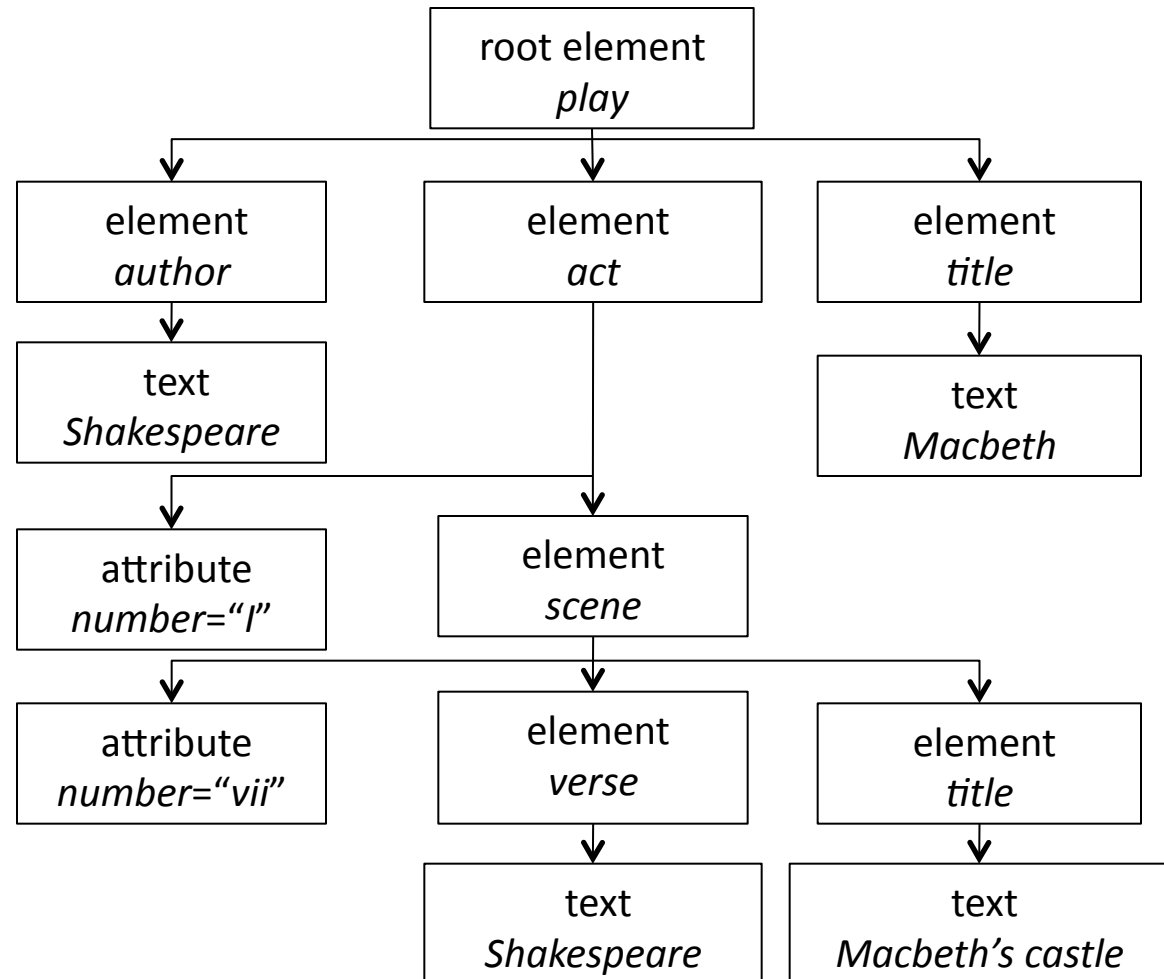 root element
play
element
author
element
act
element
title
text
Shakespeare
text
Macbeth
attribute
number=“I”
element
scene
attribute
number=“vii”
element
verse
element
title
text
Shakespeare
text
Macbeth’s castle